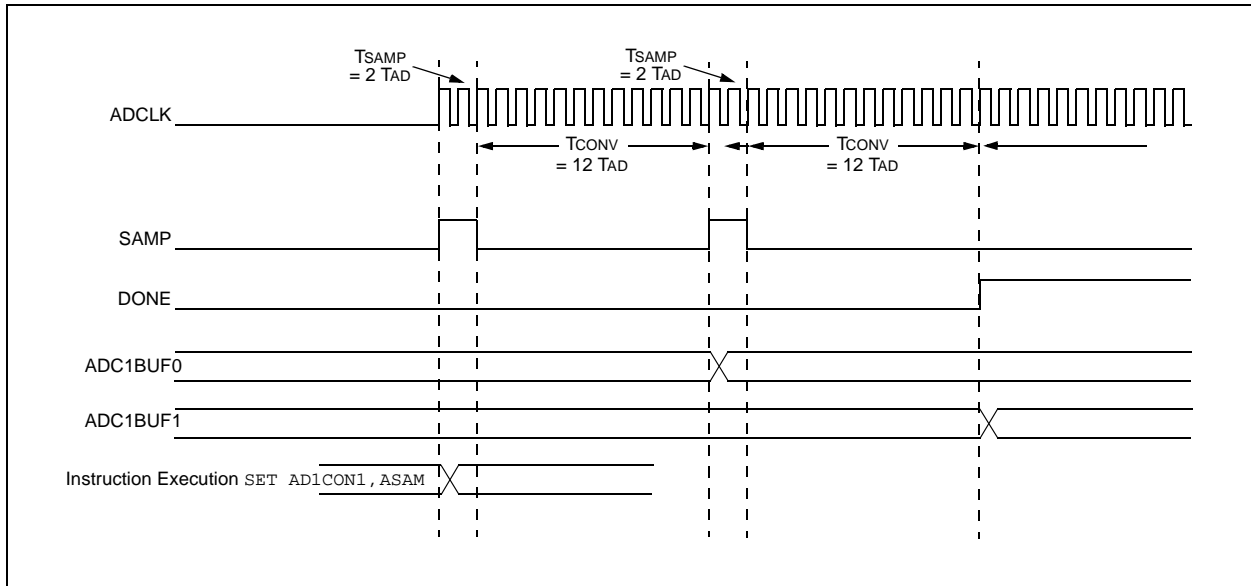 TSAMP
= 2 TAD
TSAMP
= 2 TAD
ADCLK
TCONV
= 12 TAD
TCONV
= 12 TAD
SAMP
DONE
ADC1BUF0
ADC1BUF1
Instruction Execution SET AD1CON1,ASAM